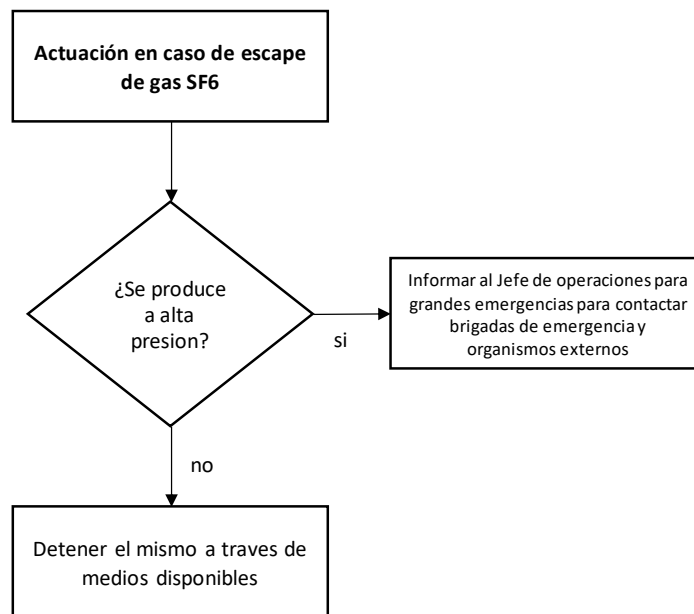 Actuación en caso de escape
de gas SF6
¿Se produce
a alta
presion?
si
Informar al Jefe de operaciones para
grandes emergencias para contactar
brigadas de emergencia y
organismos externos
no
Detener el mismo a traves de
medios disponibles